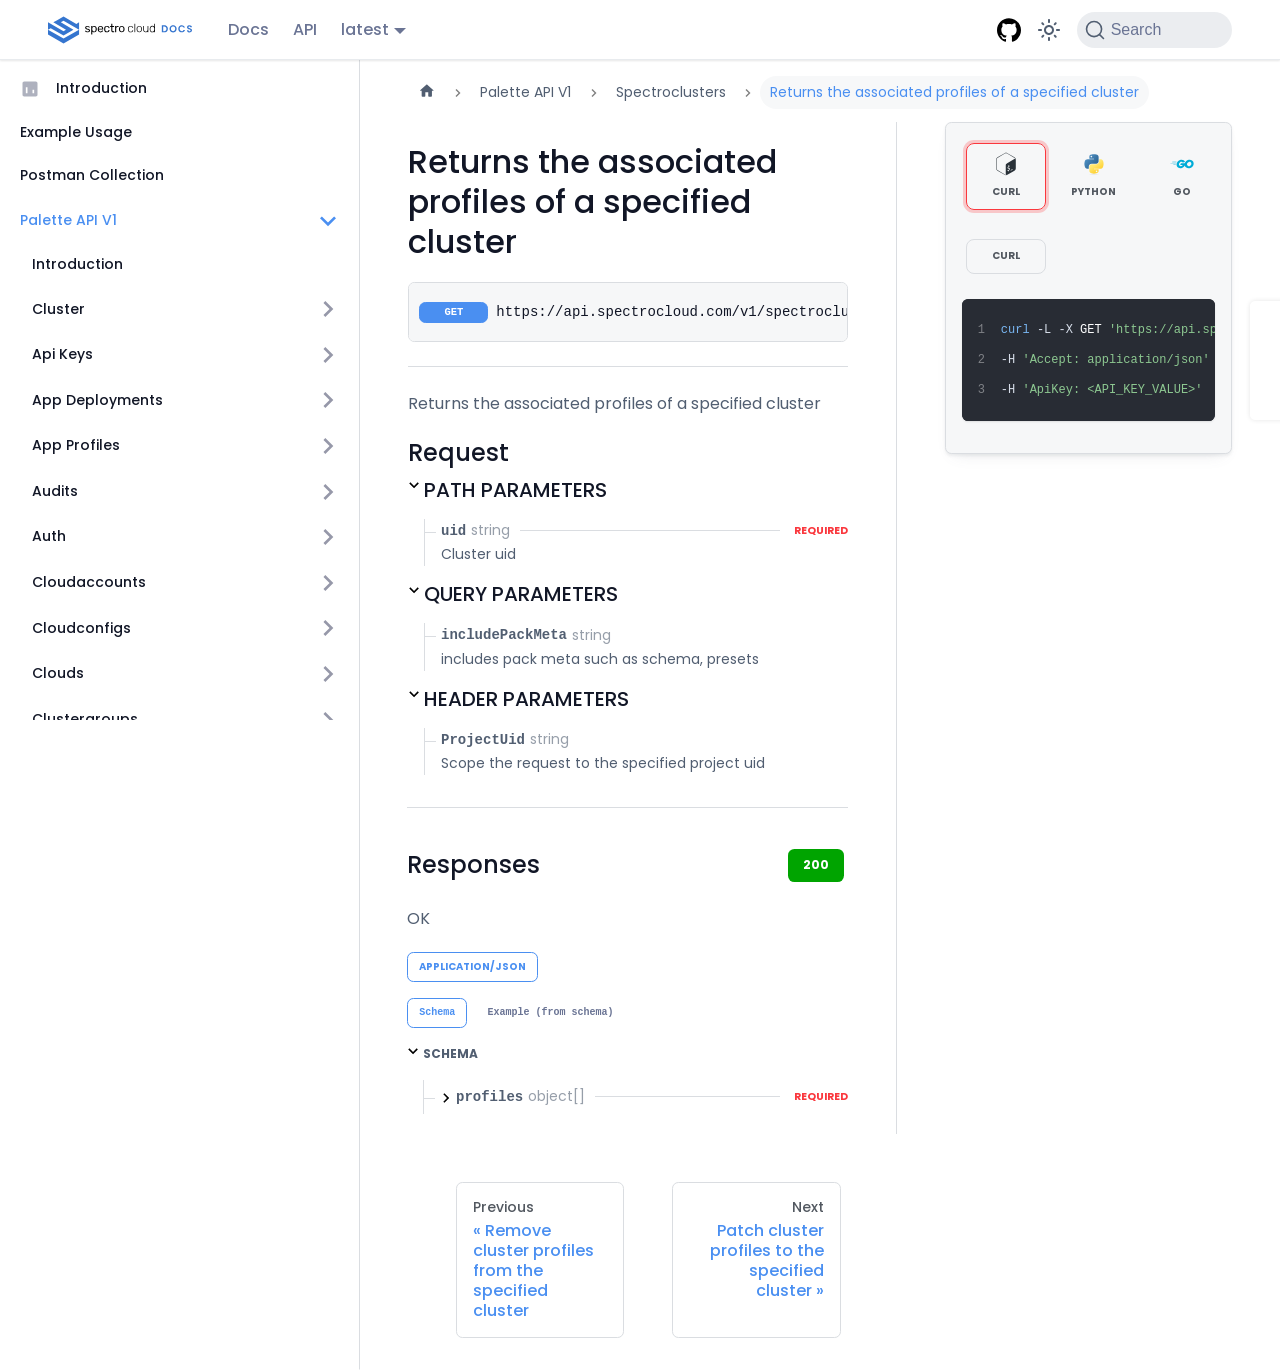 spectro cloud DOCS
Docs
API
latest
Search
Introduction
Example Usage
Postman Collection
Palette API V1
Introduction
Cluster
Api Keys
App Deployments
App Profiles
Audits
Auth
Cloudaccounts
Cloudconfigs
Clouds
Clustergroups
Palette API V1
Spectroclusters
Returns the associated profiles of a specified cluster
Returns the associated
profiles of a specified
cluster
GET https://api.spectrocloud.com/v1/spectroclu
Returns the associated profiles of a specified cluster
Request
PATH PARAMETERS
uid string REQUIRED
Cluster uid
QUERY PARAMETERS
includePackMeta string
includes pack meta such as schema, presets
HEADER PARAMETERS
ProjectUid string
Scope the request to the specified project uid
Responses
200
OK
APPLICATION/JSON
Schema
Example (from schema)
SCHEMA
profiles object[] REQUIRED
CURL
PYTHON
GO
GO
CURL
1 curl -L -X GET 'https://api.sp
2 -H 'Accept: application/json'
3 -H 'ApiKey: <API_KEY_VALUE>'
Previous
« Remove
cluster profiles
from the
specified
cluster
Next
Patch cluster
profiles to the
specified
cluster »